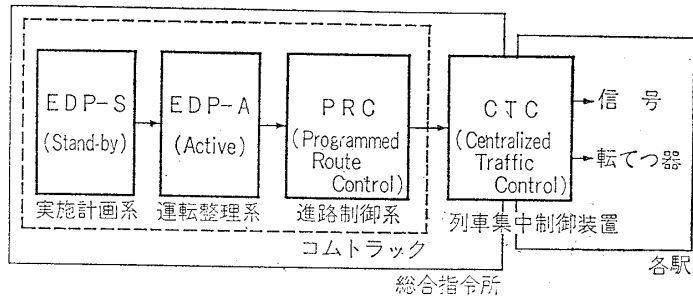 EDP-S
(Stand-by)
実施計画系
EDP-A
(Active)
運転整理系
PRC
(Programmed
Route
Control)
進路制御系
CTC
(Centralized
Traffic
Control)
列車集中制御装置
信号
転てつ器
コムトラック
総合指令所
各駅